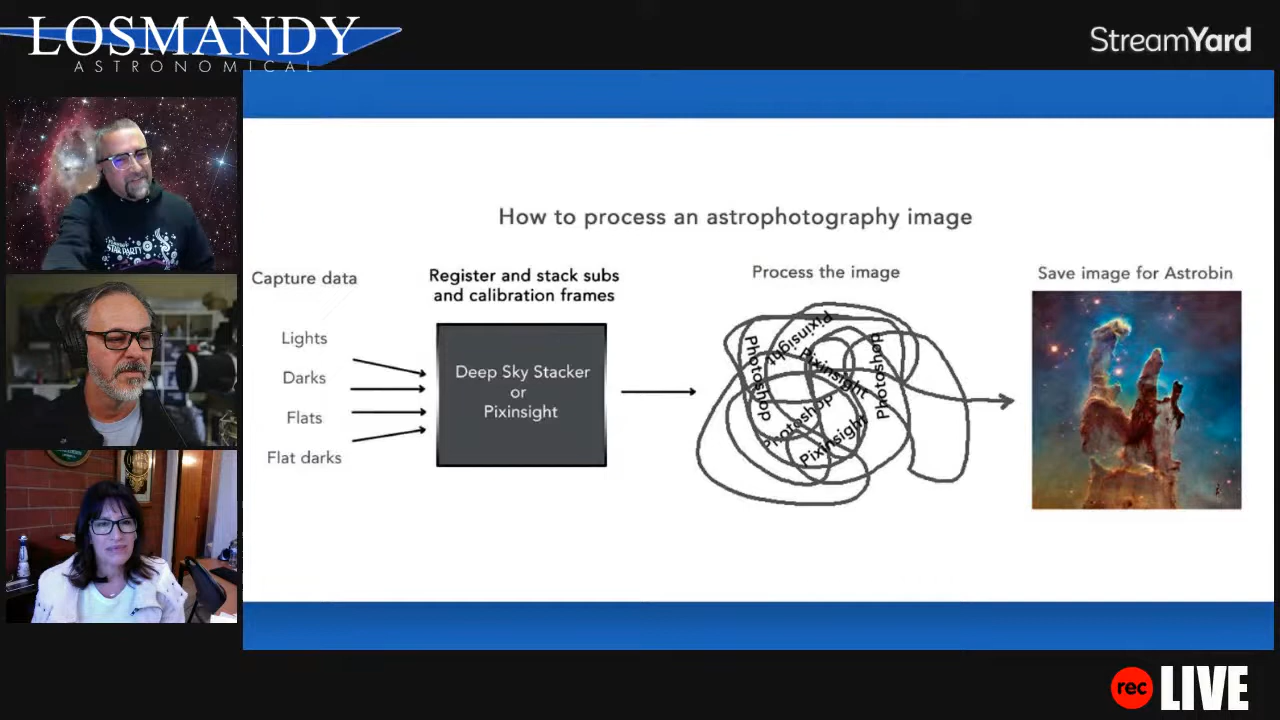 LOSMANDY
ASTRONOMICAL
StreamYard
How to process an astrophotography image
Capture data
Lights
Darks
Flats
Flat darks
Register and stack subs
and calibration frames
Deep Sky Stacker
or
Pixinsight
Process the image
Pixinsight
Photoshop
Pixinsight
Photoshop
Photoshop
Pixinsight
Save image for Astrobin
STAR PARTY
rec
LIVE